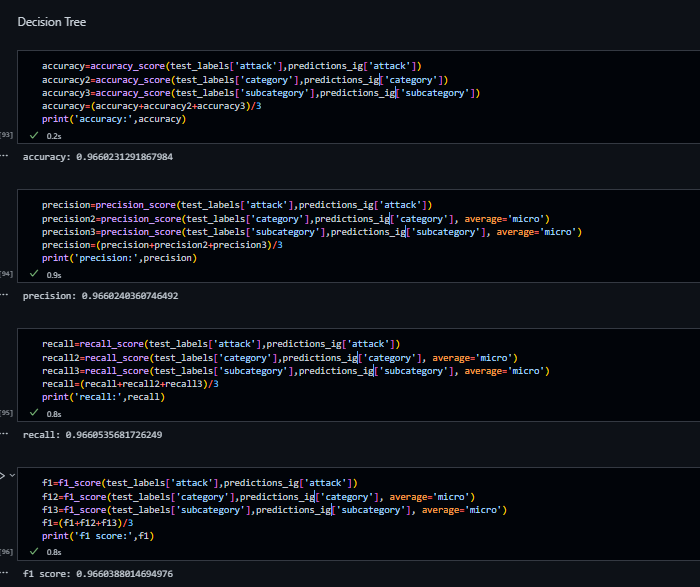 Decision Tree
accuracy=accuracy_score(test_labels['attack'],predictions_ig['attack'])
accuracy2=accuracy_score(test_labels['category'],predictions_ig['category'])
accuracy3=accuracy_score(test_labels['subcategory'],predictions_ig['subcategory'])
accuracy=(accuracy+accuracy2+accuracy3)/3
print('accuracy:',accuracy)
[93] ✓ 0.2s
... accuracy: 0.9660231291867984
precision=precision_score(test_labels['attack'],predictions_ig['attack'])
precision2=precision_score(test_labels['category'],predictions_ig['category'], average='micro')
precision3=precision_score(test_labels['subcategory'],predictions_ig['subcategory'], average='micro')
precision=(precision+precision2+precision3)/3
print('precision:',precision)
[94] ✓ 0.9s
... precision: 0.9660240360746492
recall=recall_score(test_labels['attack'],predictions_ig['attack'])
recall2=recall_score(test_labels['category'],predictions_ig['category'], average='micro')
recall3=recall_score(test_labels['subcategory'],predictions_ig['subcategory'], average='micro')
recall=(recall+recall2+recall3)/3
print('recall:',recall)
[95] ✓ 0.8s
... recall: 0.9660535681726249
f1=f1_score(test_labels['attack'],predictions_ig['attack'])
f12=f1_score(test_labels['category'],predictions_ig['category'], average='micro')
f13=f1_score(test_labels['subcategory'],predictions_ig['subcategory'], average='micro')
f1=(f1+f12+f13)/3
print('f1 score:',f1)
[96] ✓ 0.8s
... f1 score: 0.9660388014694976